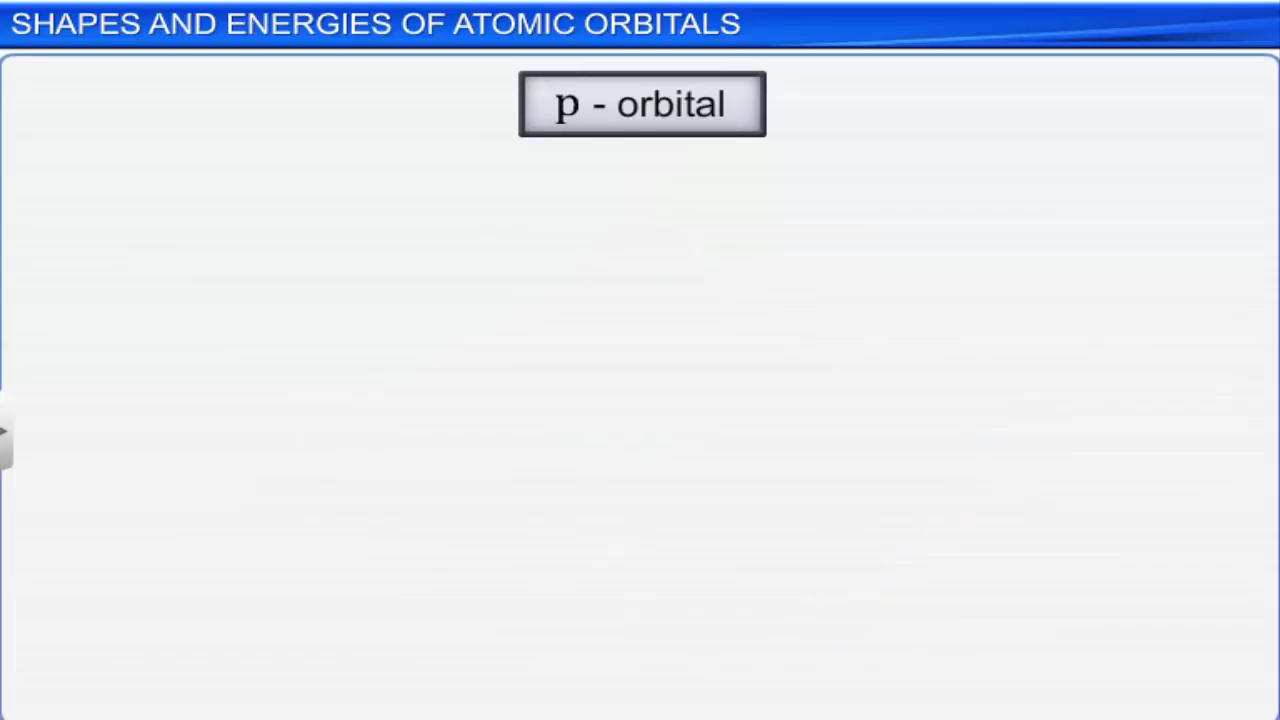 SHAPES AND ENERGIES OF ATOMIC ORBITALS
p - orbital